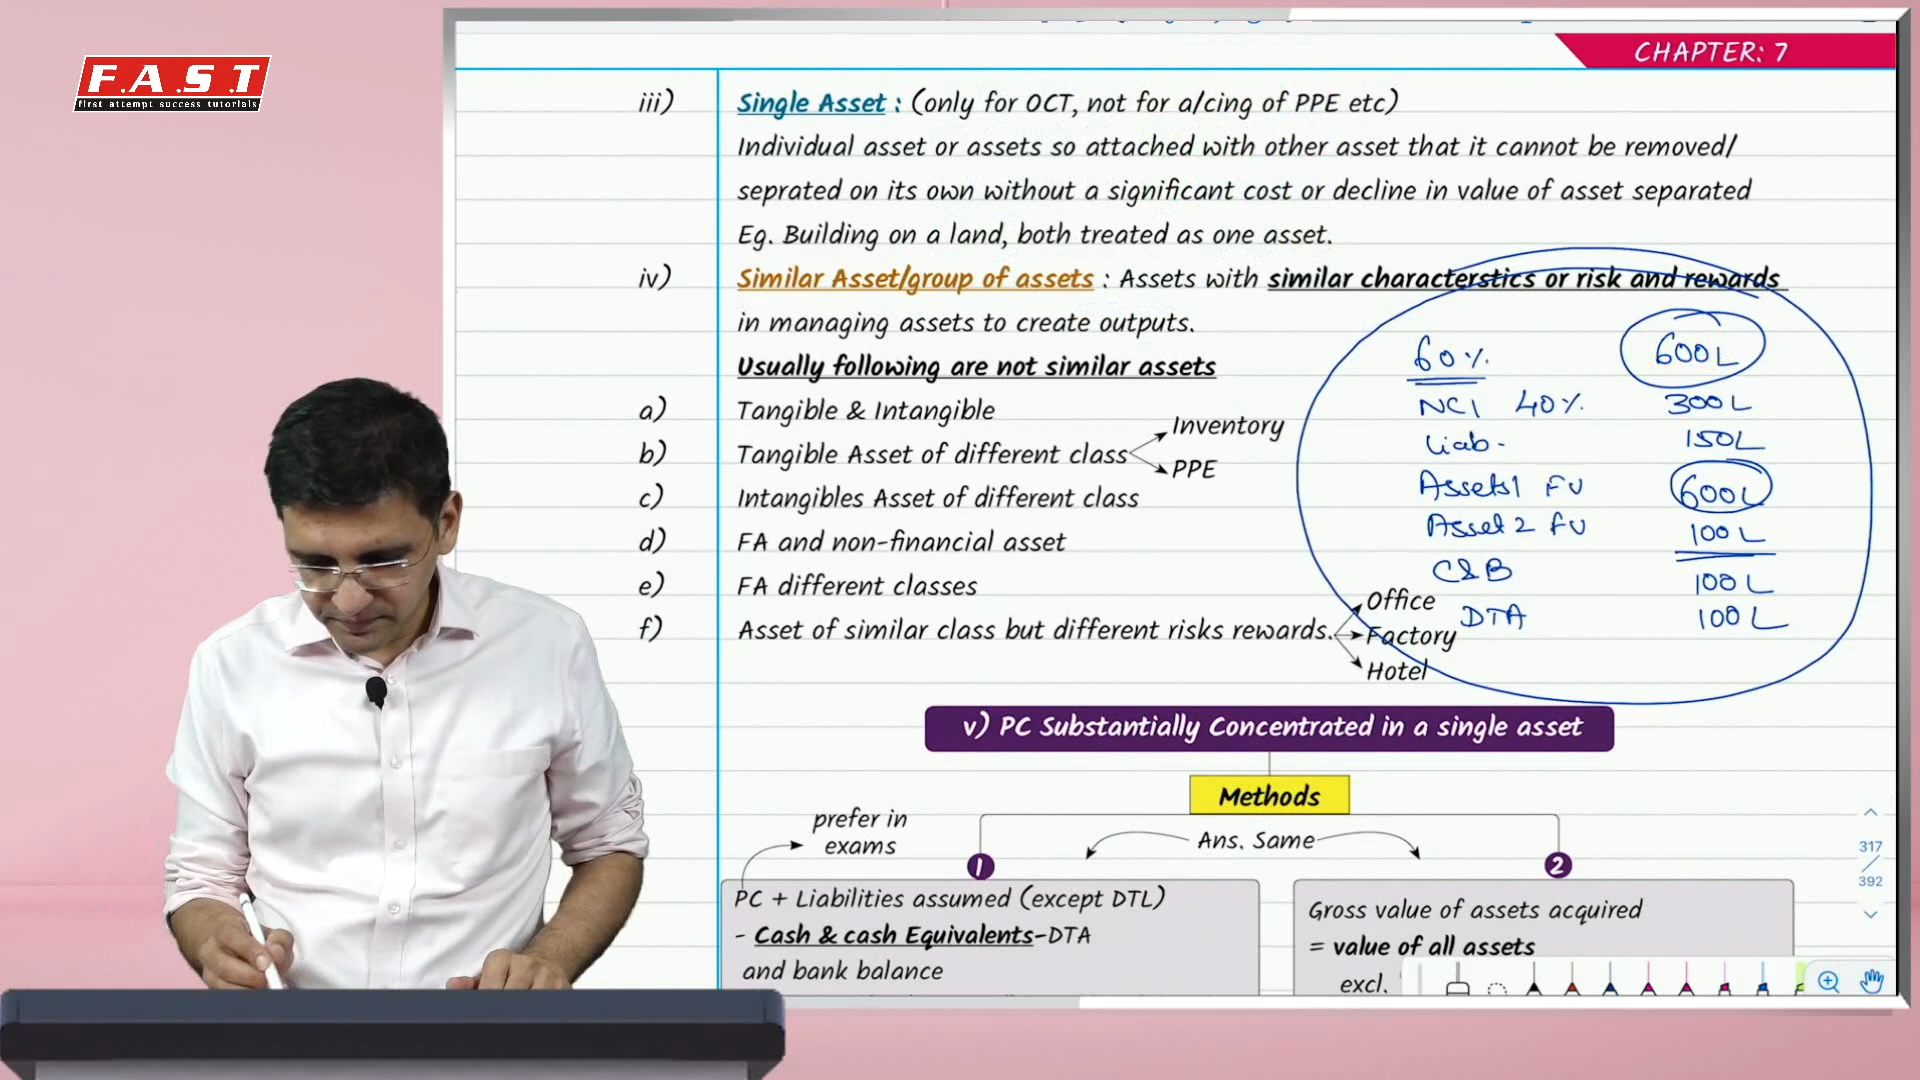 F.A.S.T
first attempt success tutorials
CHAPTER: 7
iii) Single Asset : (only for OCT, not for a/cing of PPE etc)
Individual asset or assets so attached with other asset that it cannot be removed/
seprated on its own without a significant cost or decline in value of asset separated
Eg. Building on a land, both treated as one asset.
iv) Similar Asset/group of assets : Assets with similar characterstics or risk and rewards
in managing assets to create outputs.
Usually following are not similar assets
a) Tangible & Intangible
b) Tangible Asset of different class
Inventory
PPE
c) Intangibles Asset of different class
d) FA and non-financial asset
e) FA different classes
f) Asset of similar class but different risks rewards.
Office
Factory
Hotel
60% 600L
NCI 40% 300L
Liab- 150L
Assets1 FV 600L
Asset 2 FV 100L
C&B 100L
DTA 100L
v) PC Substantially Concentrated in a single asset
Methods
prefer in
exams
Ans. Same
1
2
PC + Liabilities assumed (except DTL)
- Cash & cash Equivalents-DTA
and bank balance
Gross value of assets acquired
= value of all assets
excl.
317
392